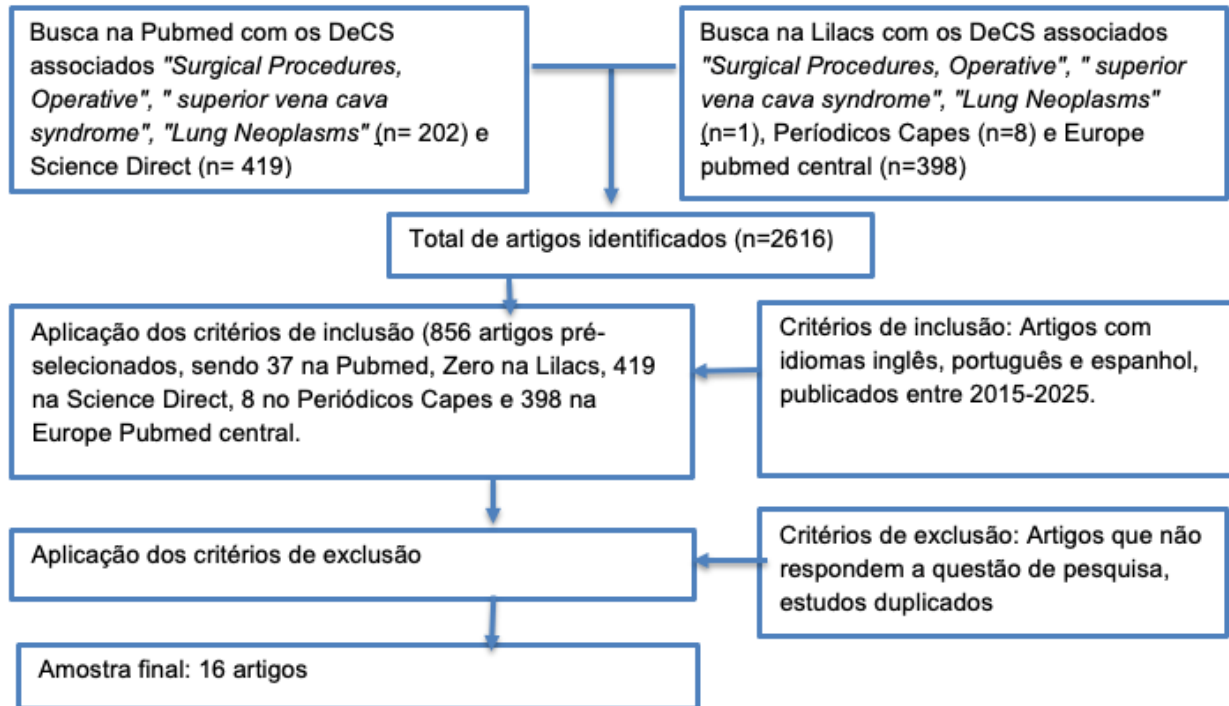 Busca na Pubmed com os DeCS
associados "Surgical Procedures,
Operative", " superior vena cava
syndrome", "Lung Neoplasms" (n= 202) e
Science Direct (n= 419)
Busca na Lilacs com os DeCS associados
"Surgical Procedures, Operative", " superior
vena cava syndrome", "Lung Neoplasms"
(n=1), Períodicos Capes (n=8) e Europe
pubmed central (n=398)
Total de artigos identificados (n=2616)
Aplicação dos critérios de inclusão (856 artigos pré-
selecionados, sendo 37 na Pubmed, Zero na Lilacs, 419
na Science Direct, 8 no Periódicos Capes e 398 na
Europe Pubmed central.
Critérios de inclusão: Artigos com
idiomas inglês, português e espanhol,
publicados entre 2015-2025.
Aplicação dos critérios de exclusão
Critérios de exclusão: Artigos que não
respondem a questão de pesquisa,
estudos duplicados
Amostra final: 16 artigos